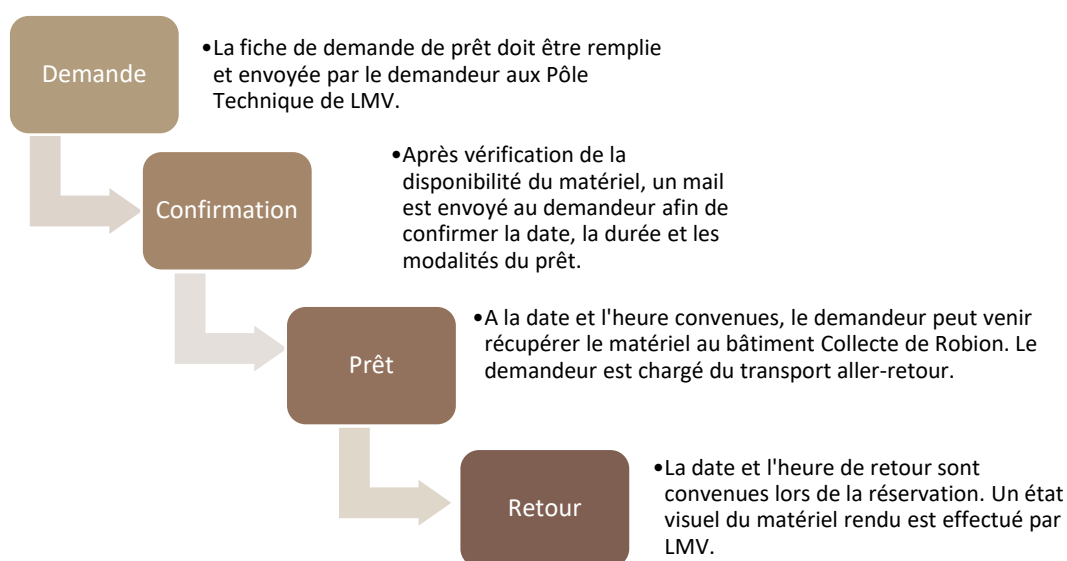 Demande
•La fiche de demande de prêt doit être remplie
et envoyée par le demandeur aux Pôle
Technique de LMV.
Confirmation
•Après vérification de la
disponibilité du matériel, un mail
est envoyé au demandeur afin de
confirmer la date, la durée et les
modalités du prêt.
Prêt
•A la date et l'heure convenues, le demandeur peut venir
récupérer le matériel au bâtiment Collecte de Robion. Le
demandeur est chargé du transport aller-retour.
Retour
•La date et l'heure de retour sont
convenues lors de la réservation. Un état
visuel du matériel rendu est effectué par
LMV.